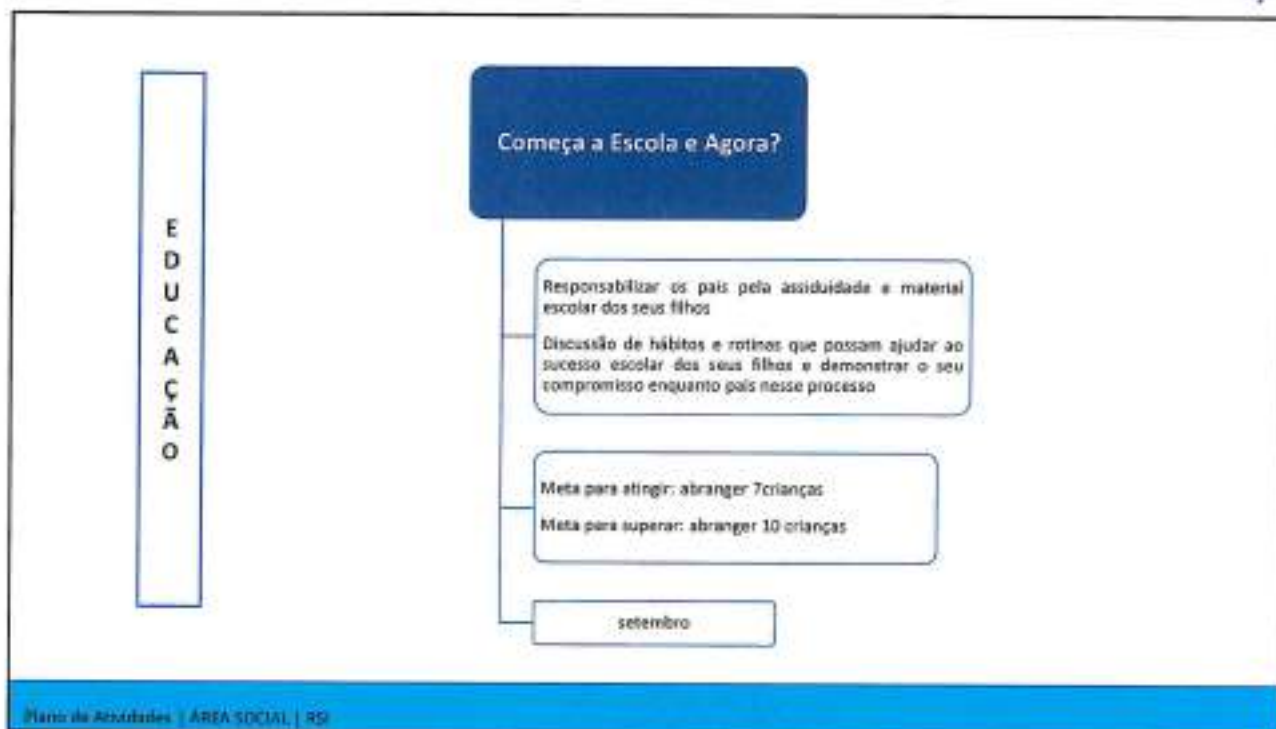 EDUCAÇÃO
Começa a Escola e Agora?
Responsabilizar os pais pela assiduidade e material
escolar dos seus filhos
Discussão de hábitos e rotinas que possam ajudar ao
sucesso escolar dos seus filhos e demonstrar o seu
compromisso enquanto pais nesse processo
Meta para atingir: abranger 7crianças
Meta para superar: abranger 10 crianças
setembro
Plano de Atividades | ÁREA SOCIAL | RSI